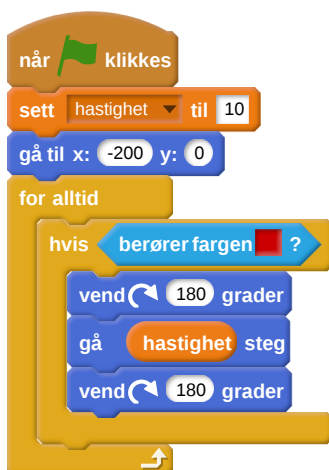 når klikkes
sett hastighet til 10
gå til x: -200 y: 0
for alltid
hvis berører fargen ?
vend 180 grader
gå hastighet steg
vend 180 grader